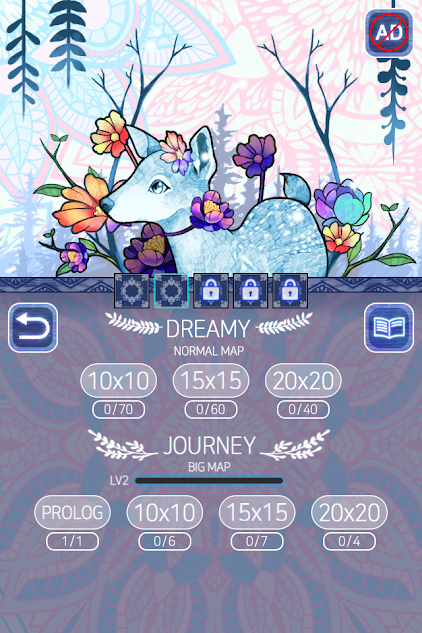 AD
DREAMY
NORMAL MAP
10x10 15x15 20x20
0/70 0/60 0/40
JOURNEY
BIG MAP
LV2
PROLOG 10x10 15x15 20x20
1/1 0/6 0/7 0/4